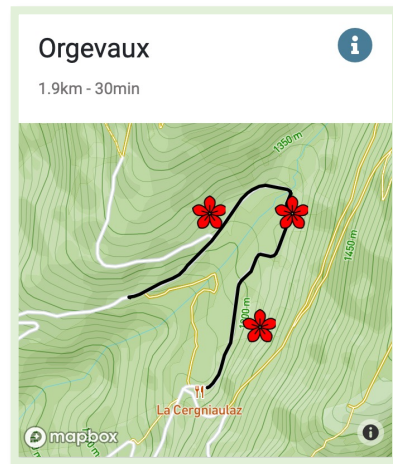 Orgevaux
1.9km - 30min
1350 m
1450 m
La Cergniaulaz
mapbox